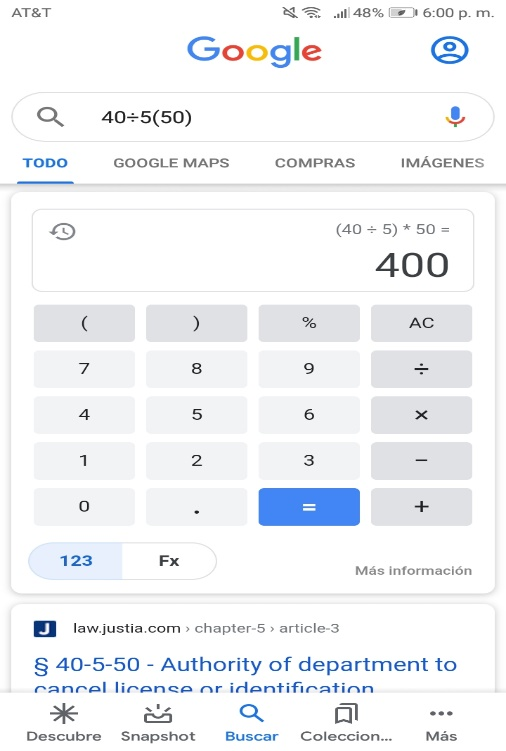 AT&T 48% 6:00 p. m.
Google
40÷5(50)
TODO GOOGLE MAPS COMPRAS IMÁGENES
(40 ÷ 5) * 50 =
400
( ) % AC
7 8 9 ÷
4 5 6 ×
1 2 3 −
0 . = +
123 Fx
Más información
J law.justia.com › chapter-5 › article-3
§ 40-5-50 - Authority of department to
cancel license or identification
Descubre Snapshot Buscar Coleccion... Más